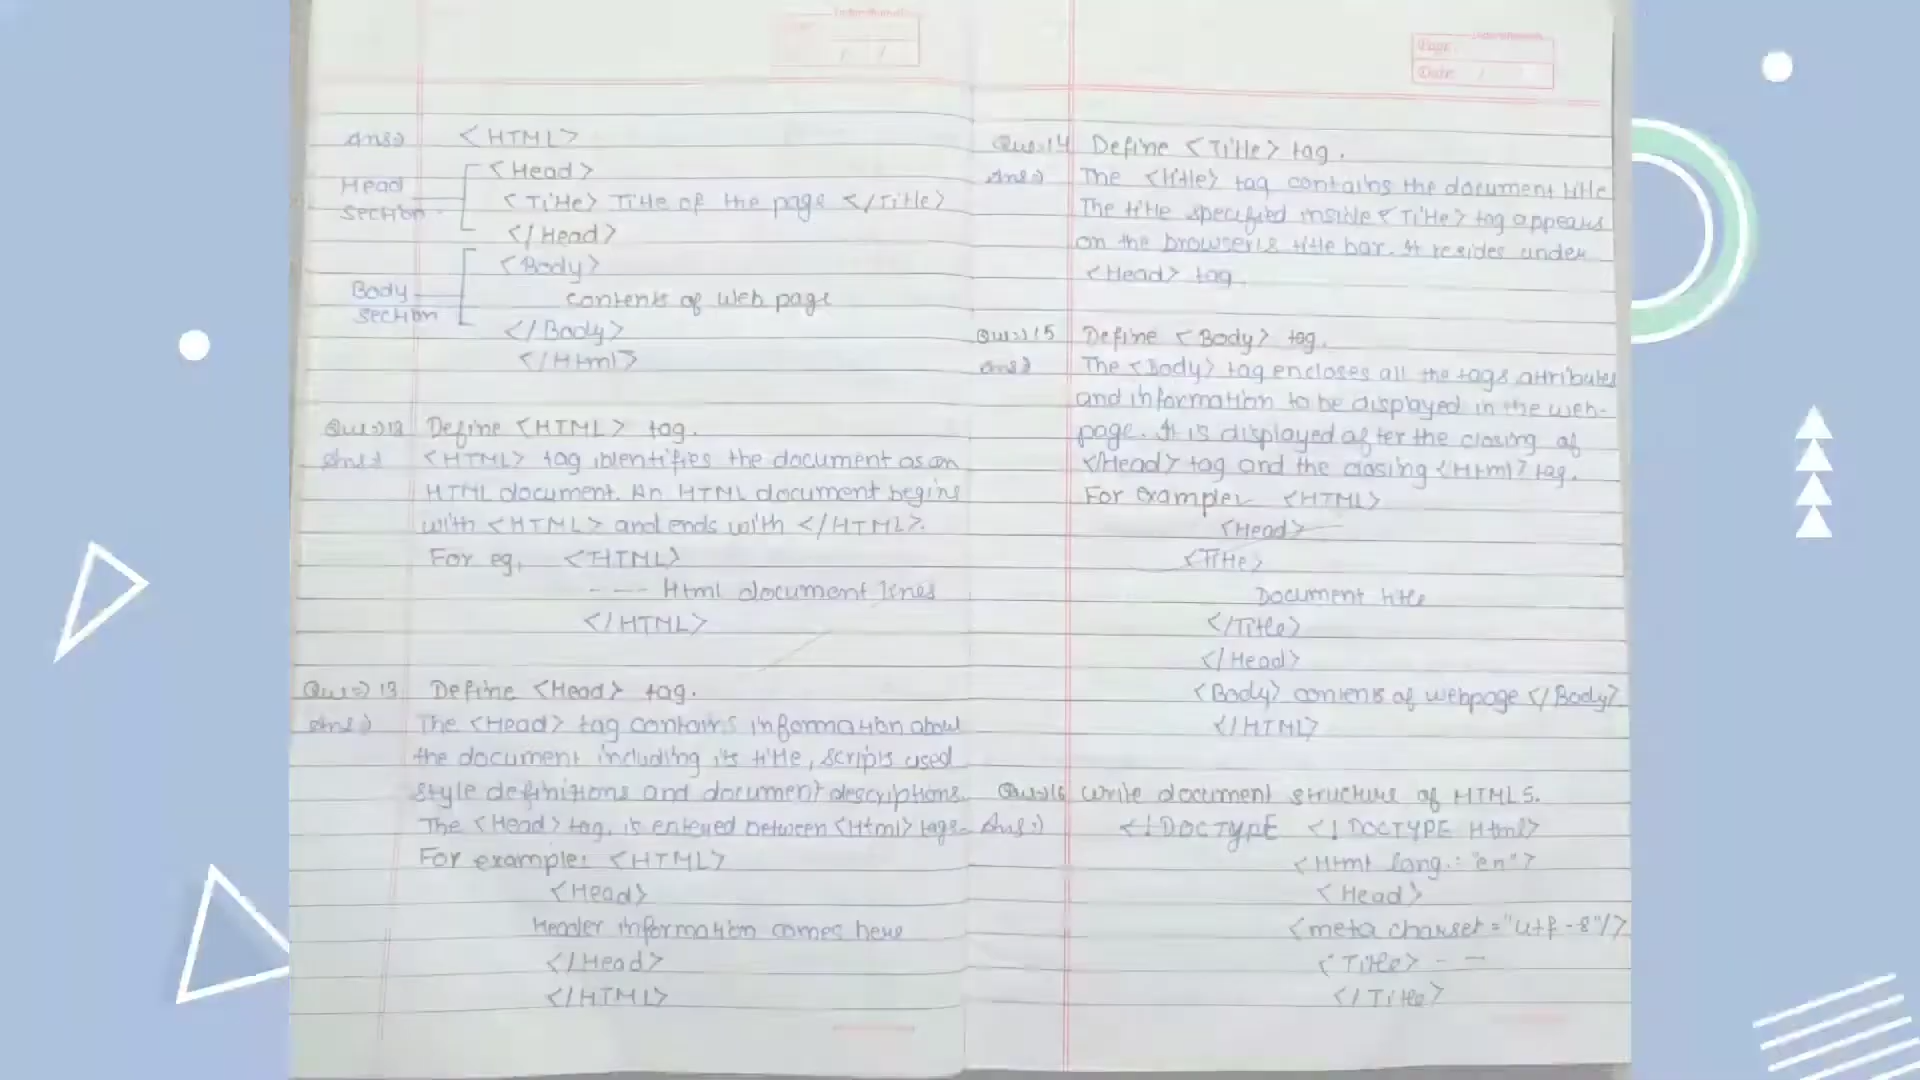 Ans→ <HTML>
<Head>
Head
Section
<Title> Title of the page </Title>
</Head>
<Body>
Body
Section
contents of web page
</Body>
</Html>
Que→12 Define <HTML> tag.
Ans→ <HTML> tag identifies the document as an
HTML document. An HTML document begins
with <HTML> and ends with </HTML>.
For eg. <HTML>
- - - - Html document lines
</HTML>
Que→ 13 Define <Head> tag.
Ans→ The <Head> tag contains information about
the document including its title, scripts used
style definitions and document descriptions.
The <Head> tag, is entered between <Html> tags.
For example: <HTML>
<Head>
Header information comes here
</Head>
</HTML>
Page:
Date: /
Que→14 Define <Title> tag.
Ans→ The <title> tag contains the document title
The title specified inside <Title> tag appears
on the browser's title bar. It resides under
<Head> tag.
Que→15 Define <Body> tag.
Ans→ The <Body> tag encloses all the tags attributes
and information to be displayed in the web-
page. It is displayed after the closing of
</Head> tag and the closing <Html> tag.
For example: <HTML>
<Head>
<Title>
Document title
</Title>
</Head>
<Body> contents of webpage </Body>
</HTML>
Que→16 Write document structure of HTML5.
Ans→ <! DOCTYPE <! DOCTYPE Html>
<Html lang.: "en">
<Head>
<meta charset = "utf - 8"/>
<Title> - -
</Title>